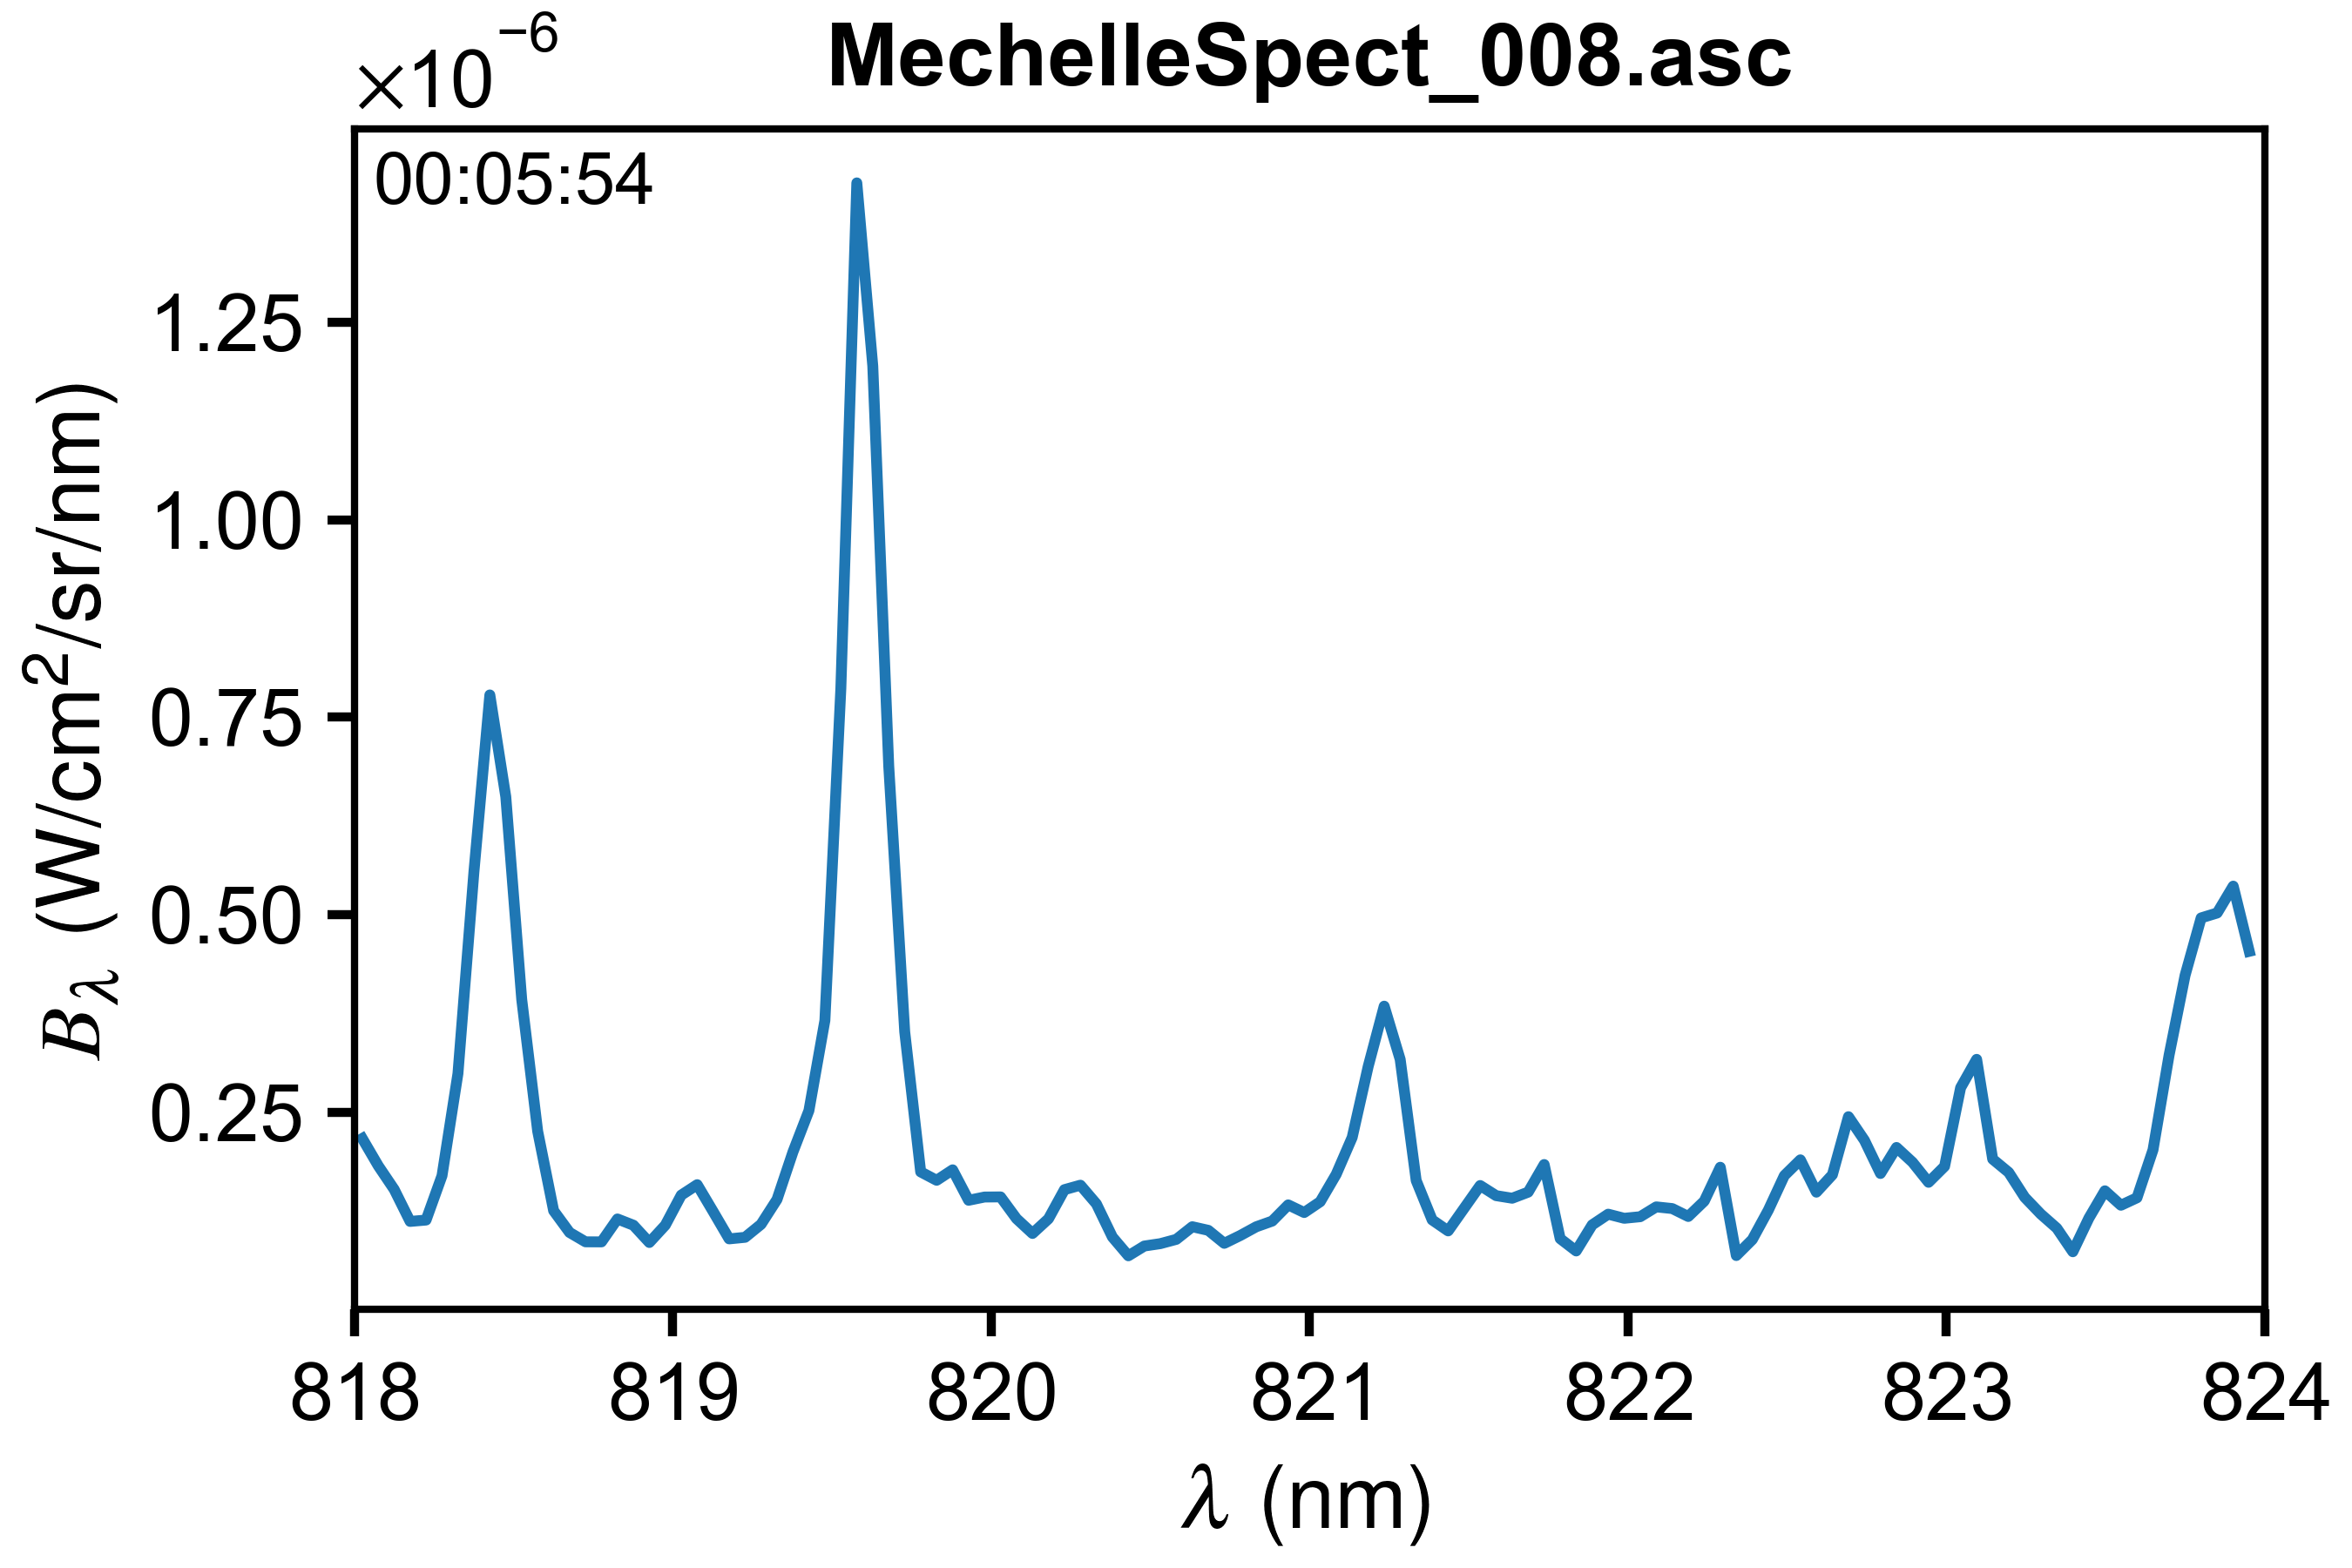 ×10⁻⁶
MechelleSpect_008.asc
00:05:54
1.25
1.00
0.75
0.50
0.25
B_λ (W/cm²/sr/nm)
818 819 820 821 822 823 824
λ (nm)